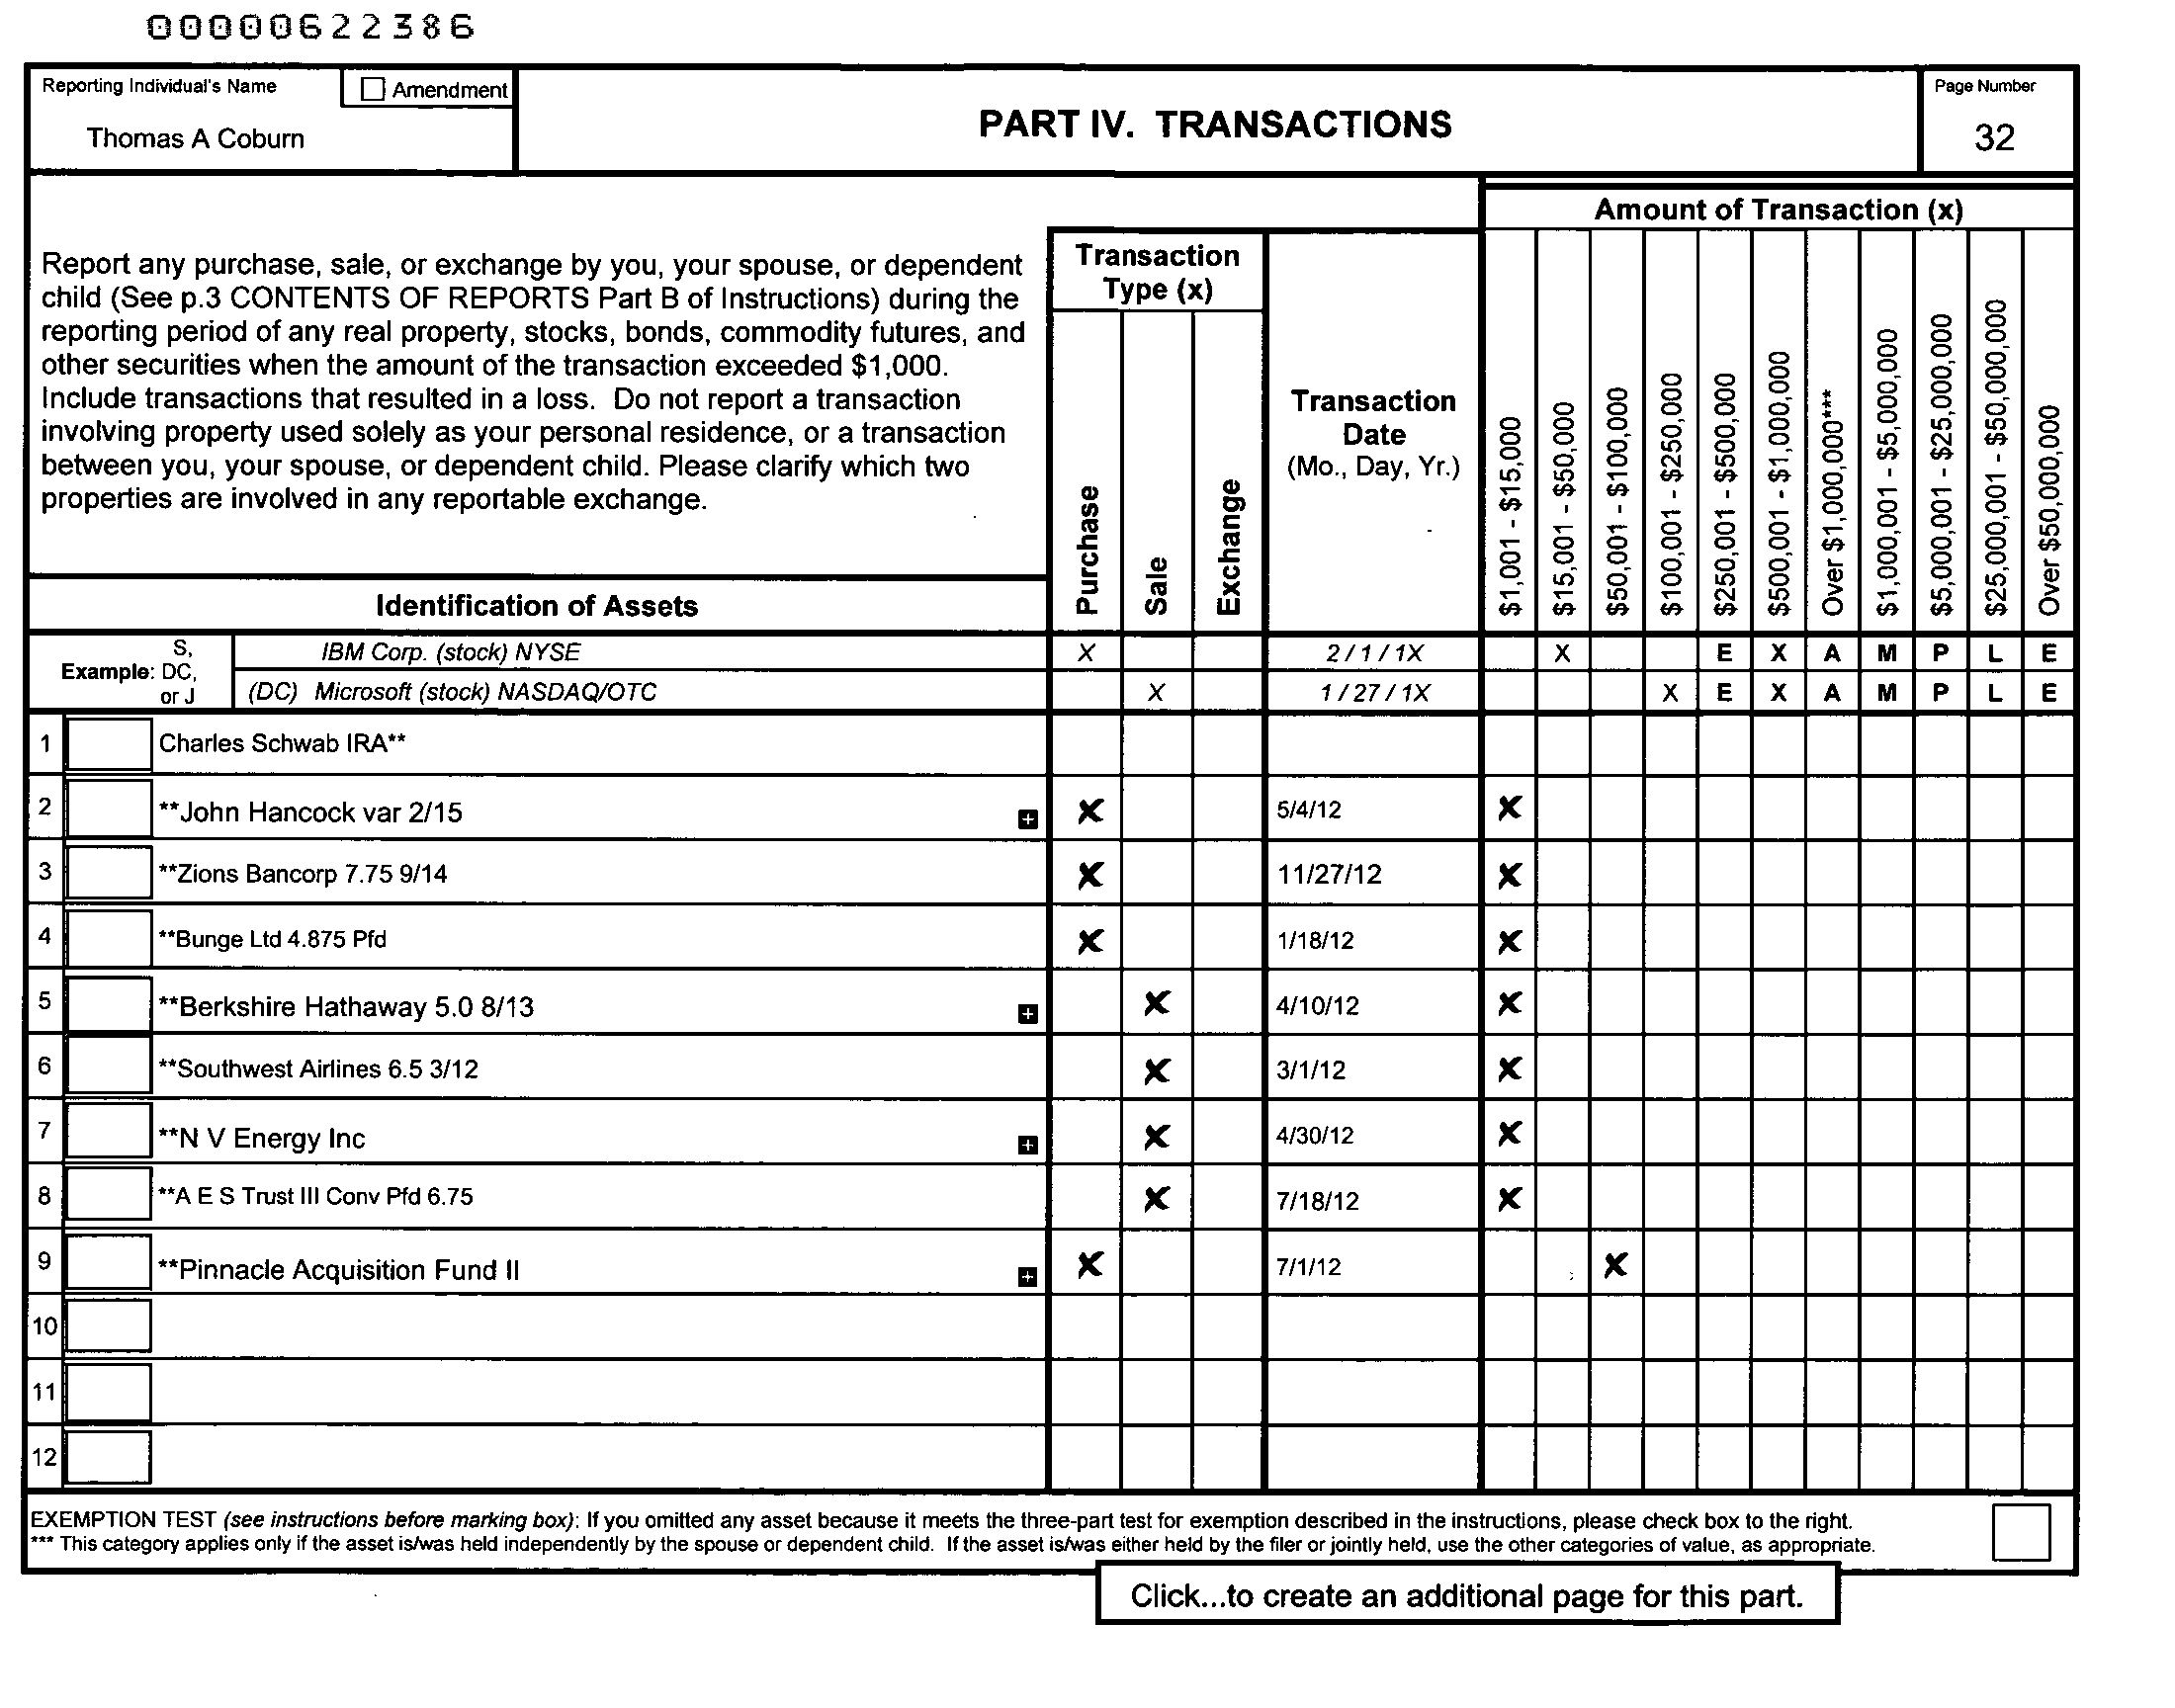 00000622386
Reporting Individual's Name
Amendment
Thomas A Coburn
PART IV. TRANSACTIONS
Page Number
32
Report any purchase, sale, or exchange by you, your spouse, or dependent
child (See p.3 CONTENTS OF REPORTS Part B of Instructions) during the
reporting period of any real property, stocks, bonds, commodity futures, and
other securities when the amount of the transaction exceeded $1,000.
Include transactions that resulted in a loss. Do not report a transaction
involving property used solely as your personal residence, or a transaction
between you, your spouse, or dependent child. Please clarify which two
properties are involved in any reportable exchange.
Identification of Assets
Transaction
Type (x)
Purchase
Sale
Exchange
Transaction
Date
(Mo., Day, Yr.)
Amount of Transaction (x)
$1,001 - $15,000
$15,001 - $50,000
$50,001 - $100,000
$100,001 - $250,000
$250,001 - $500,000
$500,001 - $1,000,000
Over $1,000,000***
$1,000,001 - $5,000,000
$5,000,001 - $25,000,000
$25,000,001 - $50,000,000
Over $50,000,000
Example: S, DC, or J
IBM Corp. (stock) NYSE X 2 / 1 / 1X X E X A M P L E
(DC) Microsoft (stock) NASDAQ/OTC X 1 / 27 / 1X X E X A M P L E
1 Charles Schwab IRA**
2 **John Hancock var 2/15 + X 5/4/12 X
3 **Zions Bancorp 7.75 9/14 X 11/27/12 X
4 **Bunge Ltd 4.875 Pfd X 1/18/12 X
5 **Berkshire Hathaway 5.0 8/13 + X 4/10/12 X
6 **Southwest Airlines 6.5 3/12 X 3/1/12 X
7 **N V Energy Inc + X 4/30/12 X
8 **A E S Trust III Conv Pfd 6.75 X 7/18/12 X
9 **Pinnacle Acquisition Fund II + X 7/1/12 X
10
11
12
EXEMPTION TEST (see instructions before marking box): If you omitted any asset because it meets the three-part test for exemption described in the instructions, please check box to the right.
*** This category applies only if the asset is/was held independently by the spouse or dependent child. If the asset is/was either held by the filer or jointly held, use the other categories of value, as appropriate.
Click...to create an additional page for this part.